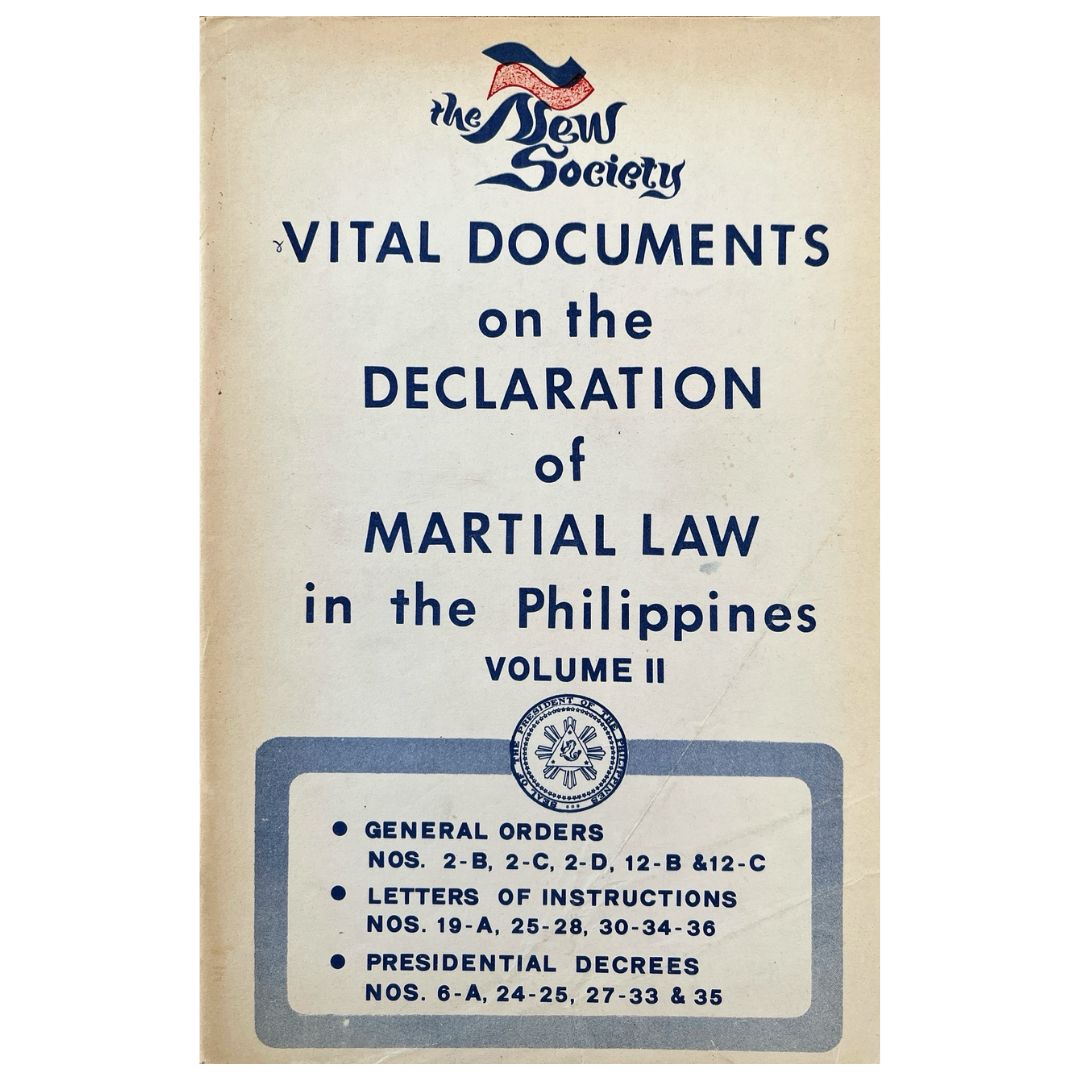 the New
Society
VITAL DOCUMENTS
on the
DECLARATION
of
MARTIAL LAW
in the Philippines
VOLUME II
SEAL OF THE PRESIDENT OF THE PHILIPPINES
● GENERAL ORDERS
NOS. 2-B, 2-C, 2-D, 12-B &12-C
● LETTERS OF INSTRUCTIONS
NOS. 19-A, 25-28, 30-34-36
● PRESIDENTIAL DECREES
NOS. 6-A, 24-25, 27-33 & 35